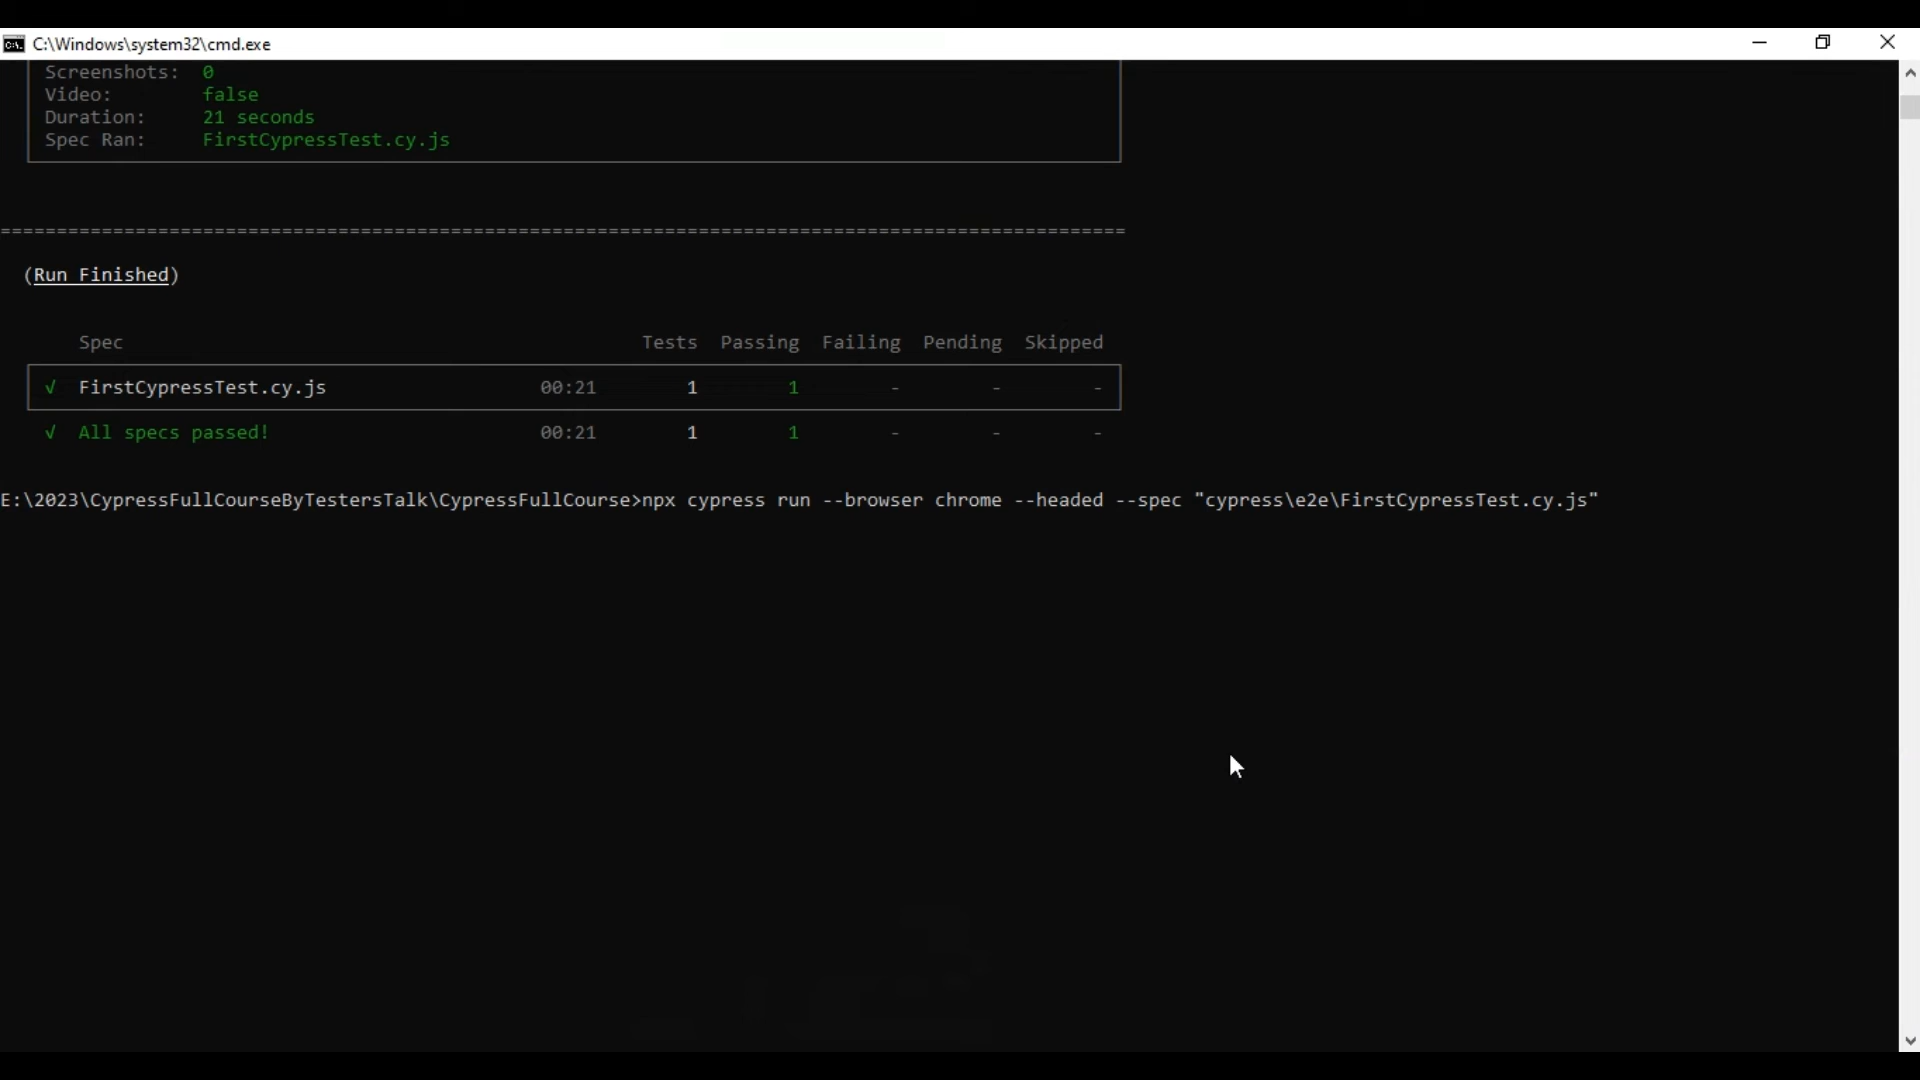 C:\Windows\system32\cmd.exe
Screenshots: 0
Video: false
Duration: 21 seconds
Spec Ran: FirstCypressTest.cy.js
====================================================================================================
(Run Finished)
Spec Tests Passing Failing Pending Skipped
√ FirstCypressTest.cy.js 00:21 1 1 - - -
√ All specs passed! 00:21 1 1 - - -
E:\2023\CypressFullCourseByTestersTalk\CypressFullCourse>npx cypress run --browser chrome --headed --spec "cypress\e2e\FirstCypressTest.cy.js"